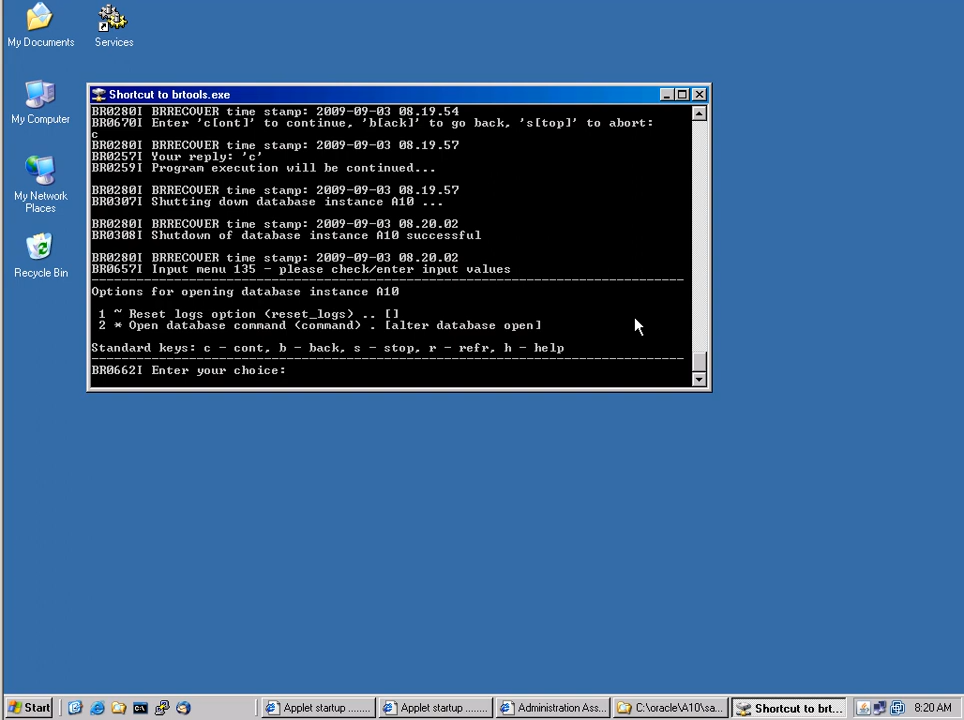 My Documents
Services
My Computer
My Network
Places
Recycle Bin
Shortcut to brtools.exe
BR0280I BRRECOVER time stamp: 2009-09-03 08.19.54
BR0670I Enter 'c[ont]' to continue, 'b[ack]' to go back, 's[top]' to abort:
c
BR0280I BRRECOVER time stamp: 2009-09-03 08.19.57
BR0257I Your reply: 'c'
BR0259I Program execution will be continued...
BR0280I BRRECOVER time stamp: 2009-09-03 08.19.57
BR0307I Shutting down database instance A10 ...
BR0280I BRRECOVER time stamp: 2009-09-03 08.20.02
BR0308I Shutdown of database instance A10 successful
BR0280I BRRECOVER time stamp: 2009-09-03 08.20.02
BR0657I Input menu 135 - please check/enter input values
-------------------------------------------------------------------------------
Options for opening database instance A10
1 ~ Reset logs option (reset_logs) .. []
2 * Open database command (command) . [alter database open]
Standard keys: c - cont, b - back, s - stop, r - refr, h - help
-------------------------------------------------------------------------------
BR0662I Enter your choice:
Start
Applet startup ........
Applet startup ........
Administration Ass...
C:\oracle\A10\sa...
Shortcut to brt...
8:20 AM